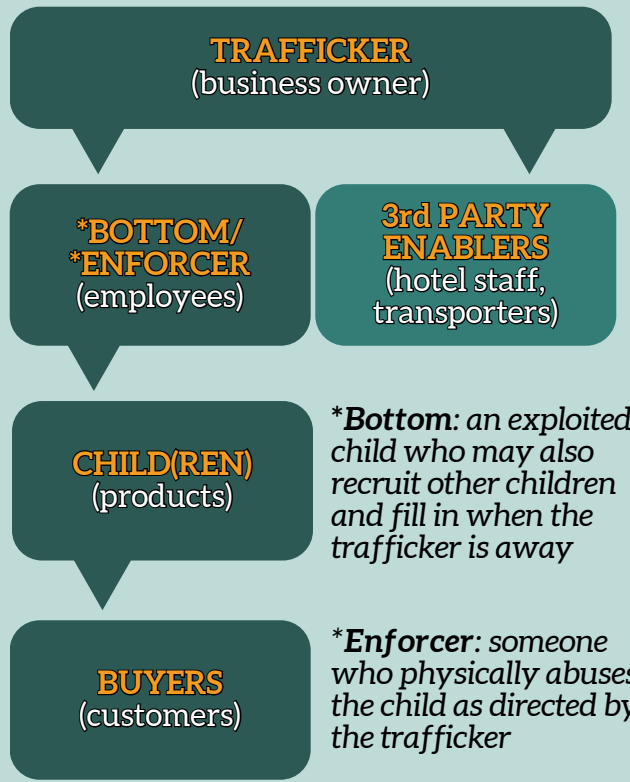 TRAFFICKER
(business owner)
*BOTTOM/
*ENFORCER
(employees)
3rd PARTY
ENABLERS
(hotel staff,
transporters)
CHILD(REN)
(products)
*Bottom: an exploited
child who may also
recruit other children
and fill in when the
trafficker is away
BUYERS
(customers)
*Enforcer: someone
who physically abuses
the child as directed by
the trafficker